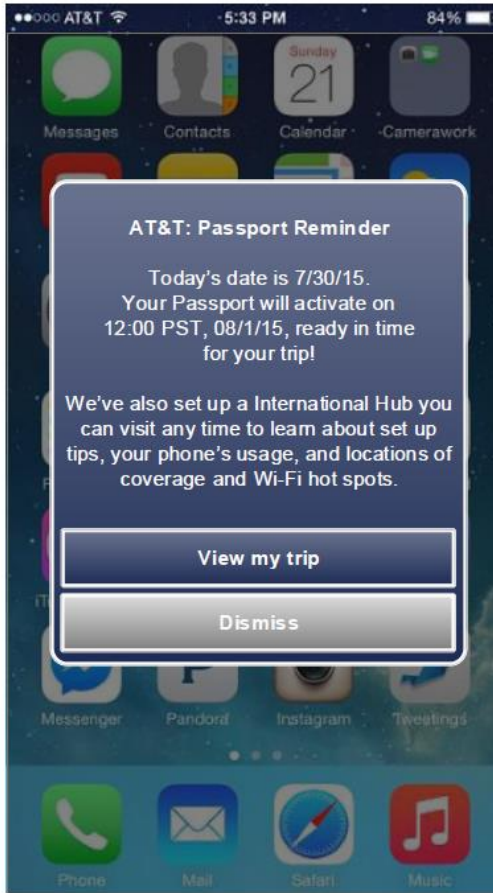 AT&T 5:33 PM 84%
Sunday
21
Messages Contacts Calendar Camerawork
AT&T: Passport Reminder
Today's date is 7/30/15.
Your Passport will activate on
12:00 PST, 08/1/15, ready in time
for your trip!
We've also set up a International Hub you
can visit any time to learn about set up
tips, your phone's usage, and locations of
coverage and Wi-Fi hot spots.
View my trip
Dismiss
Messenger Pandora Instagram Tweetings
Phone Mail Safari Music